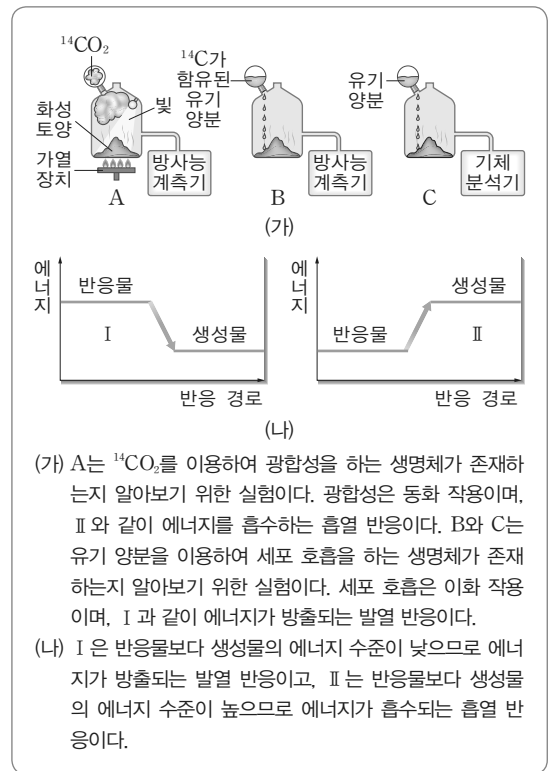 ¹⁴CO₂
화성
토양
가열
장치
빛
방사능
계측기
A
¹⁴C가
함유된
유기
양분
방사능
계측기
B
유기
양분
기체
분석기
C
(가)
에너지
반응물
Ⅰ
생성물
반응 경로
에너지
반응물
생성물
Ⅱ
반응 경로
(나)
(가) A는 ¹⁴CO₂를 이용하여 광합성을 하는 생명체가 존재하
는지 알아보기 위한 실험이다. 광합성은 동화 작용이며,
Ⅱ와 같이 에너지를 흡수하는 흡열 반응이다. B와 C는
유기 양분을 이용하여 세포 호흡을 하는 생명체가 존재
하는지 알아보기 위한 실험이다. 세포 호흡은 이화 작용
이며, Ⅰ과 같이 에너지가 방출되는 발열 반응이다.
(나) Ⅰ은 반응물보다 생성물의 에너지 수준이 낮으므로 에너
지가 방출되는 발열 반응이고, Ⅱ는 반응물보다 생성물
의 에너지 수준이 높으므로 에너지가 흡수되는 흡열 반
응이다.